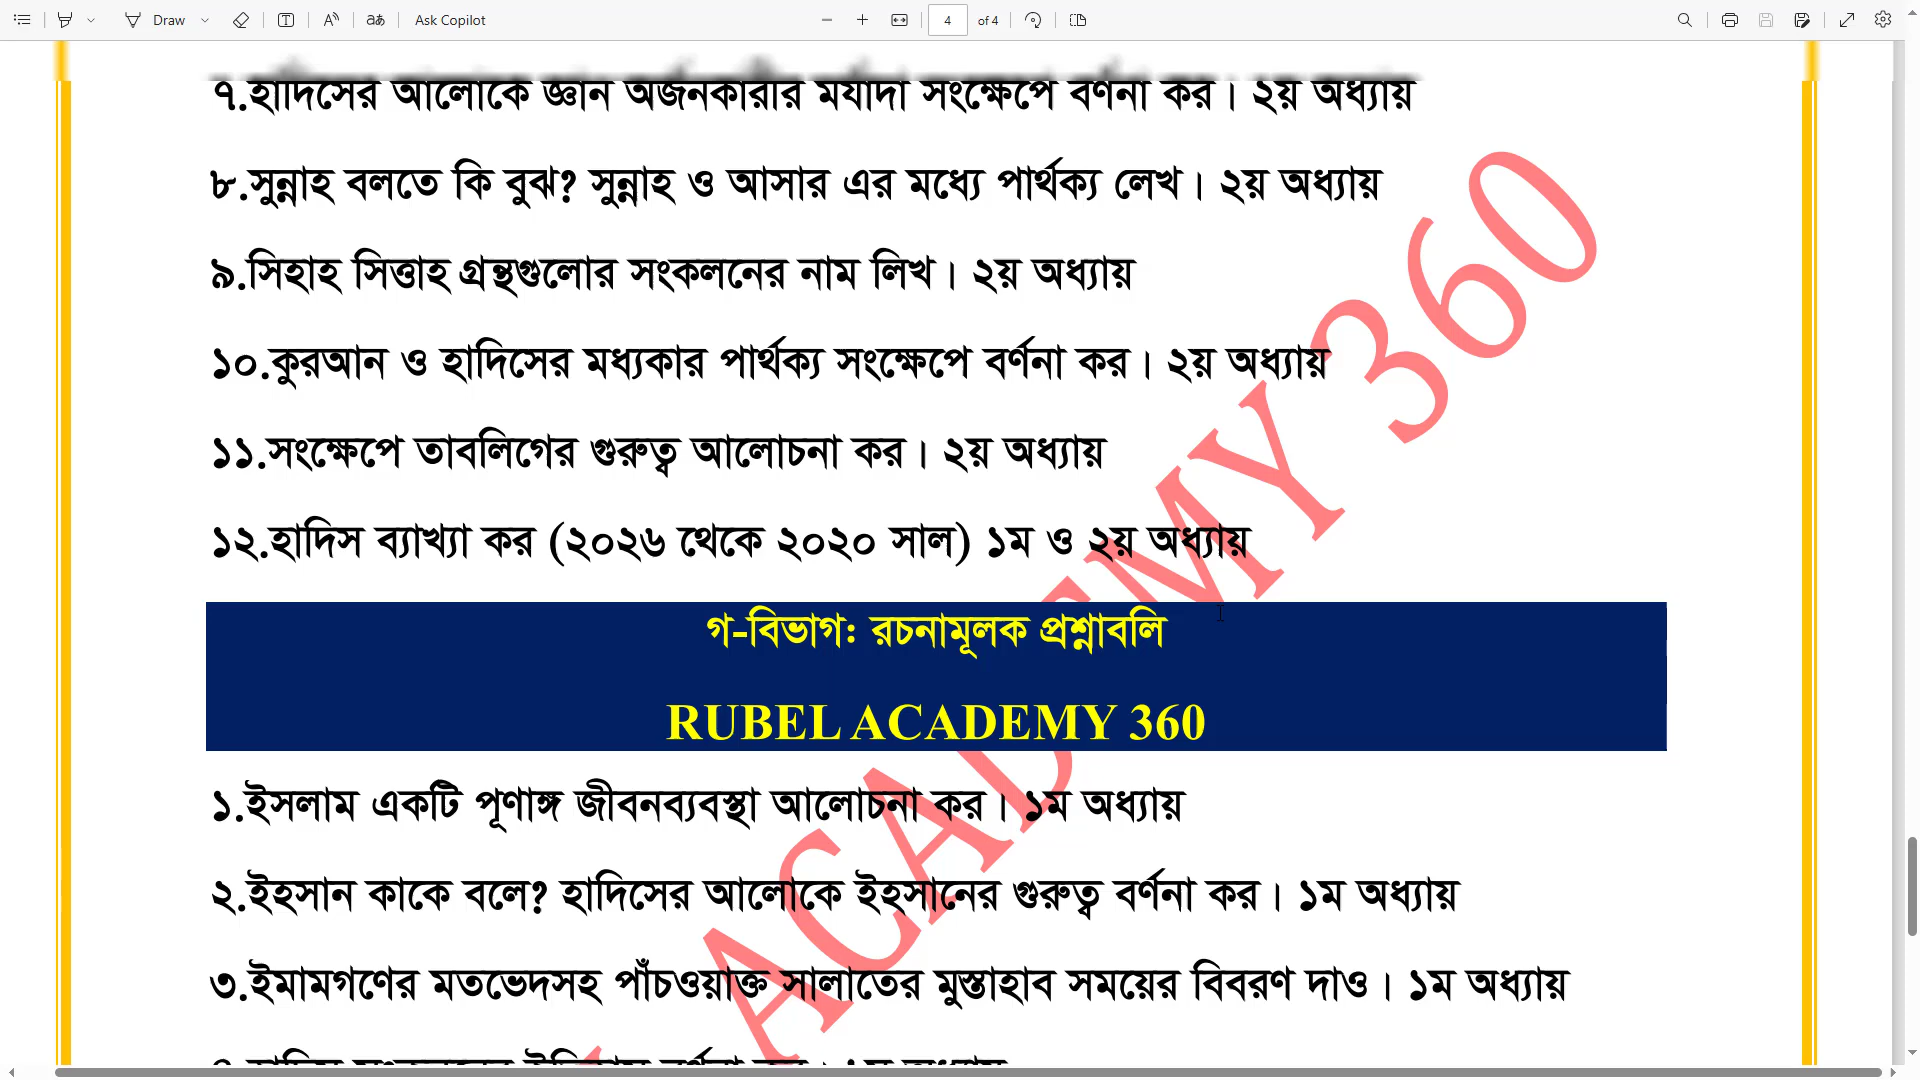 Draw
Ask Copilot
4 of 4
৭.হাদিসের আলোকে জ্ঞান অর্জনকারীর মর্যাদা সংক্ষেপে বর্ণনা কর। ২য় অধ্যায়
৮.সুন্নাহ বলতে কি বুঝ? সুন্নাহ ও আসার এর মধ্যে পার্থক্য লেখ। ২য় অধ্যায়
৯.সিহাহ সিত্তাহ গ্রন্থগুলোর সংকলনের নাম লিখ। ২য় অধ্যায়
১০.কুরআন ও হাদিসের মধ্যকার পার্থক্য সংক্ষেপে বর্ণনা কর। ২য় অধ্যায়
১১.সংক্ষেপে তাবলিগের গুরুত্ব আলোচনা কর। ২য় অধ্যায়
১২.হাদিস ব্যাখ্যা কর (২০২৬ থেকে ২০২০ সাল) ১ম ও ২য় অধ্যায়
গ-বিভাগ: রচনামূলক প্রশ্নাবলি
RUBEL ACADEMY 360
১.ইসলাম একটি পূণাঙ্গ জীবনব্যবস্থা আলোচনা কর। ১ম অধ্যায়
২.ইহসান কাকে বলে? হাদিসের আলোকে ইহসানের গুরুত্ব বর্ণনা কর। ১ম অধ্যায়
৩.ইমামগণের মতভেদসহ পাঁচওয়াক্ত সালাতের মুস্তাহাব সময়ের বিবরণ দাও। ১ম অধ্যায়
ACADEMY 360